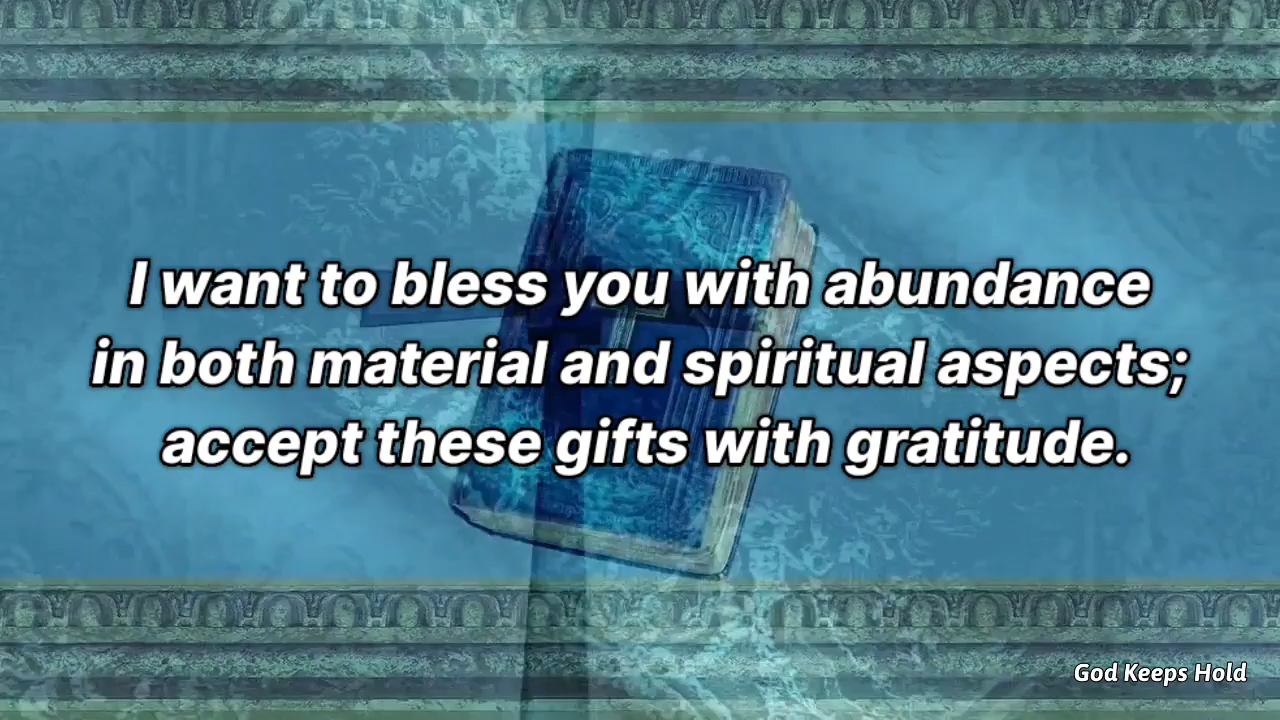 I want to bless you with abundance
in both material and spiritual aspects;
accept these gifts with gratitude.
God Keeps Hold